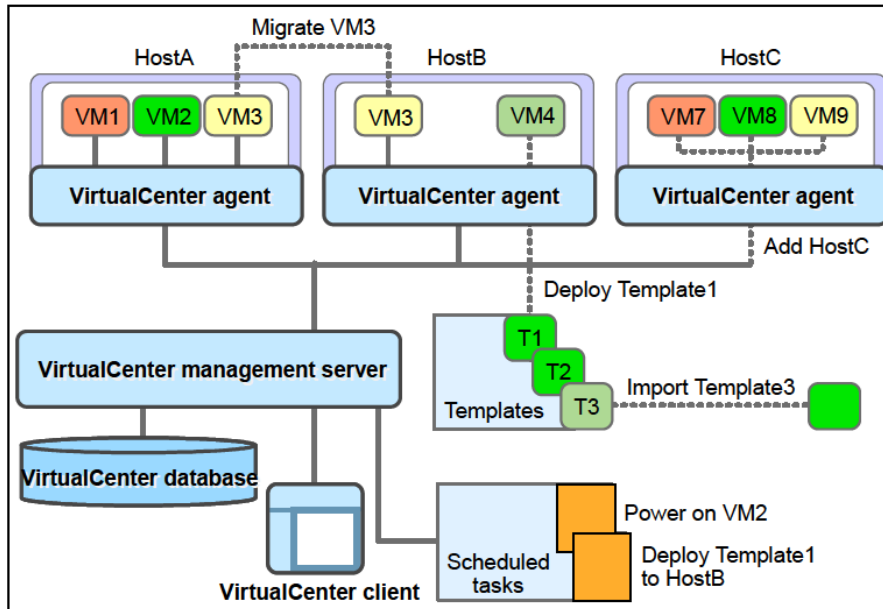 Migrate VM3
HostA
HostB
HostC
VM1
VM2
VM3
VM3
VM4
VM7
VM8
VM9
VirtualCenter agent
VirtualCenter agent
VirtualCenter agent
Add HostC
Deploy Template1
T1
T2
T3
Templates
Import Template3
VirtualCenter management server
VirtualCenter database
VirtualCenter client
Scheduled
tasks
Power on VM2
Deploy Template1
to HostB